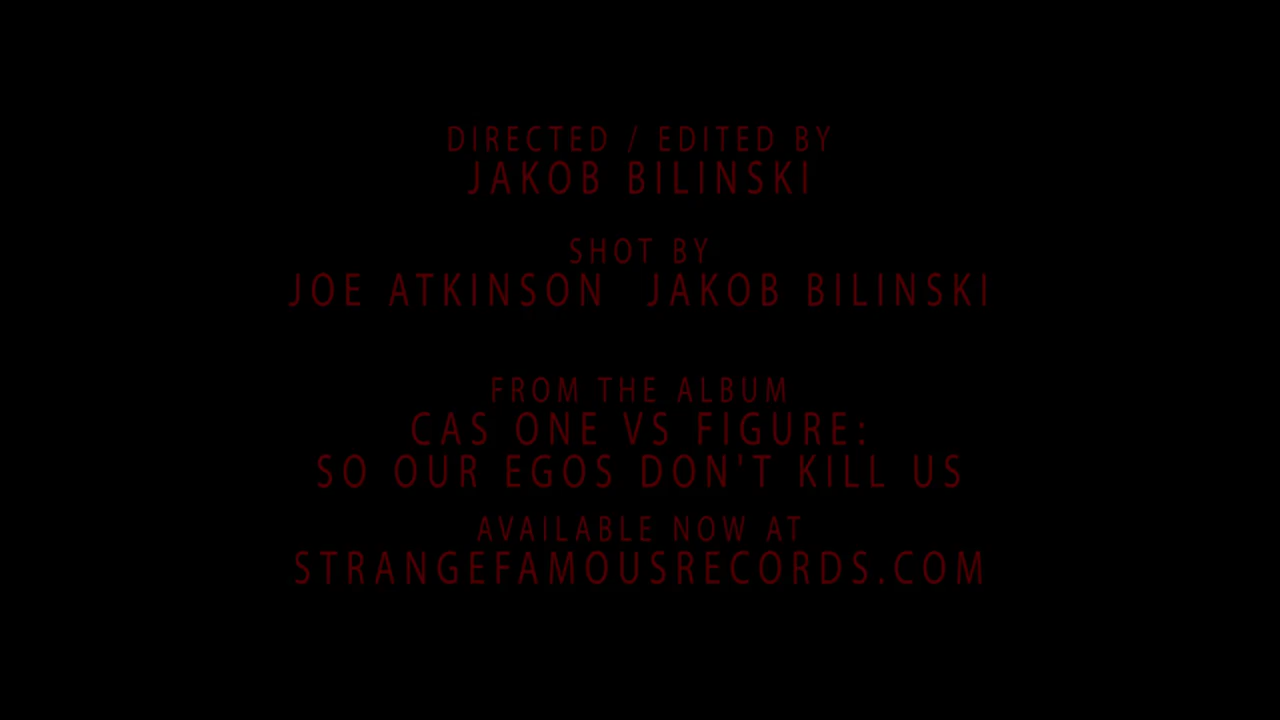 DIRECTED / EDITED BY
JAKOB BILINSKI
SHOT BY
JOE ATKINSON JAKOB BILINSKI
FROM THE ALBUM
CAS ONE VS FIGURE:
SO OUR EGOS DON'T KILL US
AVAILABLE NOW AT
STRANGEFAMOUSRECORDS.COM